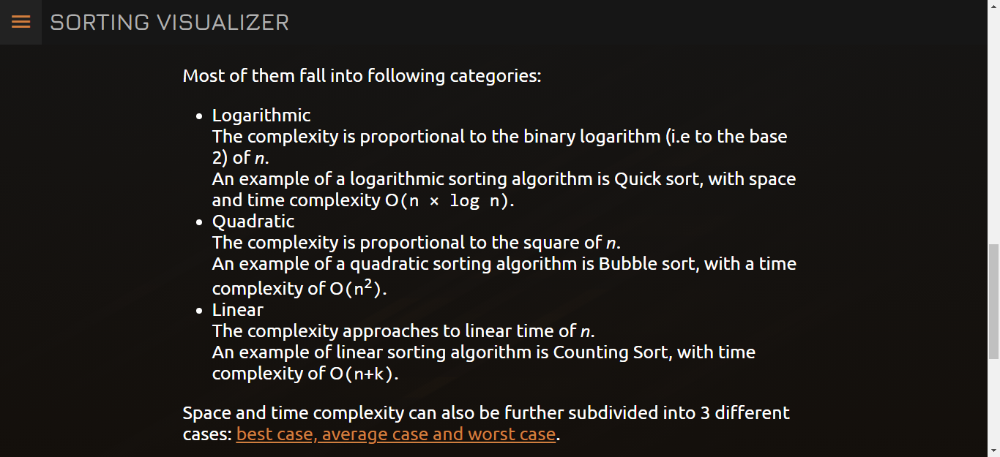 SORTING VISUALIZER
Most of them fall into following categories:
• Logarithmic
The complexity is proportional to the binary logarithm (i.e to the base
2) of n.
An example of a logarithmic sorting algorithm is Quick sort, with space
and time complexity O(n × log n).
• Quadratic
The complexity is proportional to the square of n.
An example of a quadratic sorting algorithm is Bubble sort, with a time
complexity of O(n²).
• Linear
The complexity approaches to linear time of n.
An example of linear sorting algorithm is Counting Sort, with time
complexity of O(n+k).
Space and time complexity can also be further subdivided into 3 different
cases: best case, average case and worst case.